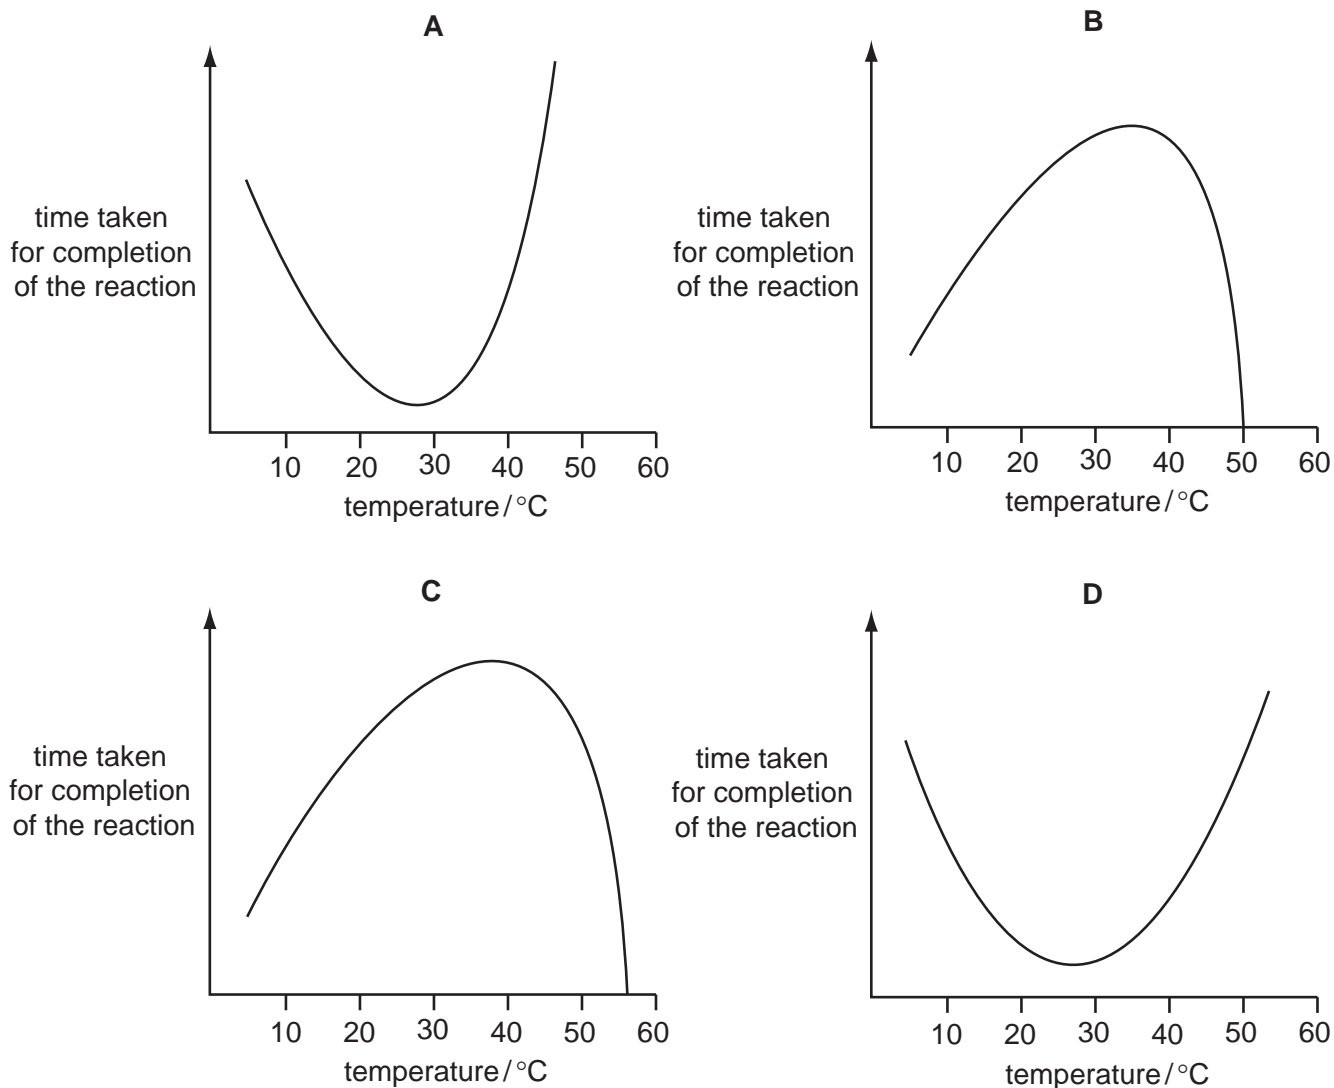 A
time taken
for completion
of the reaction
10 20 30 40 50 60
temperature / °C
B
time taken
for completion
of the reaction
10 20 30 40 50 60
temperature / °C
C
time taken
for completion
of the reaction
10 20 30 40 50 60
temperature / °C
D
time taken
for completion
of the reaction
10 20 30 40 50 60
temperature / °C